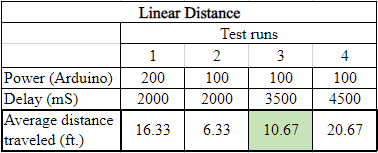 Linear Distance
Test runs
1 2 3 4
Power (Arduino) 200 100 100 100
Delay (mS) 2000 2000 3500 4500
Average distance
traveled (ft.) 16.33 6.33 10.67 20.67